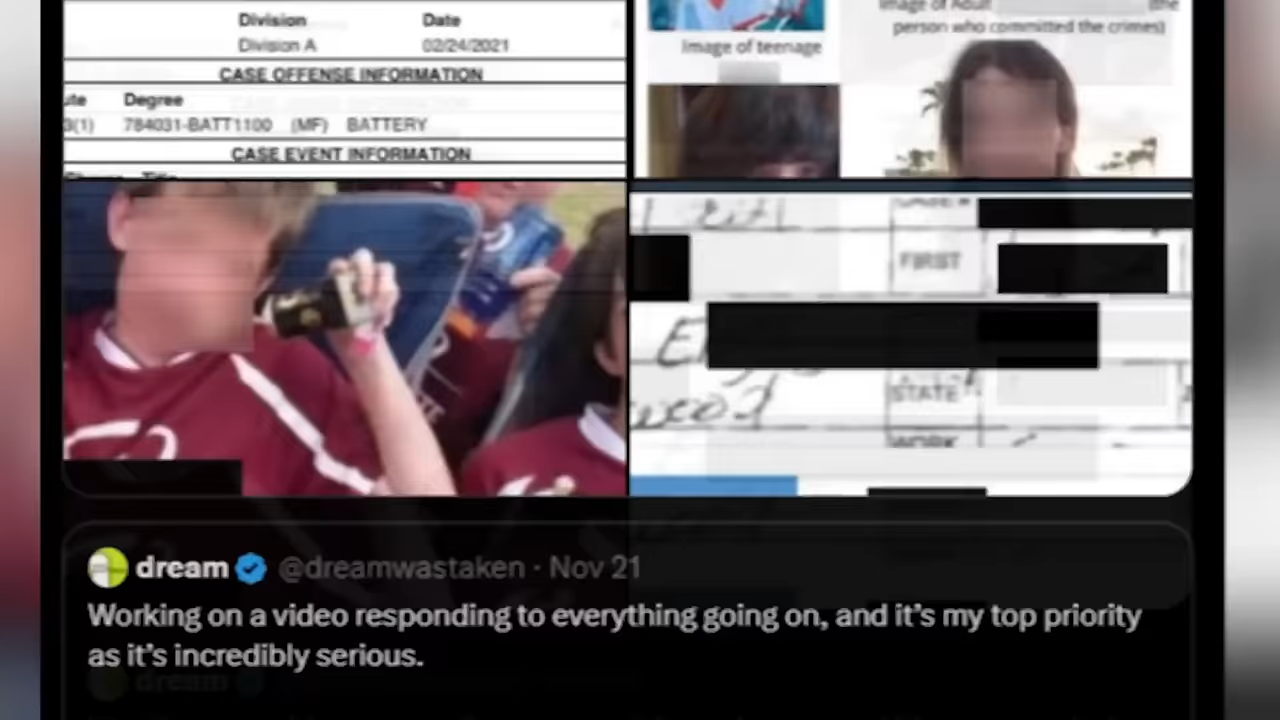 Division Date
Division A 02/24/2021
CASE OFFENSE INFORMATION
Degree
784031-BATT1100 (MF) BATTERY
CASE EVENT INFORMATION
Image of Adult (the
person who committed the crimes)
Image of teenage
FIRST
STATE
WORK
dream @dreamwastaken · Nov 21
Working on a video responding to everything going on, and it's my top priority
as it's incredibly serious.
dream